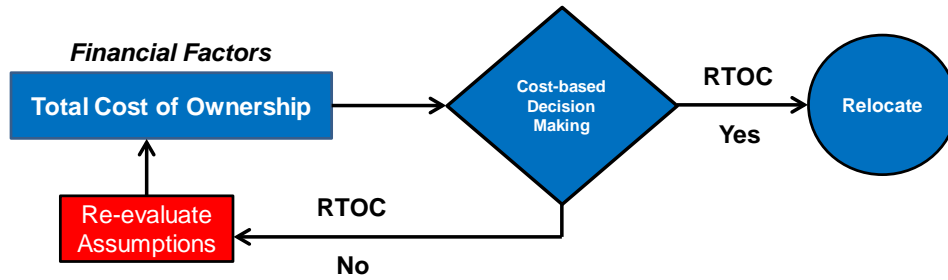 Financial Factors
Total Cost of Ownership
Cost-based
Decision
Making
RTOC
Yes
Relocate
RTOC
No
Re-evaluate
Assumptions